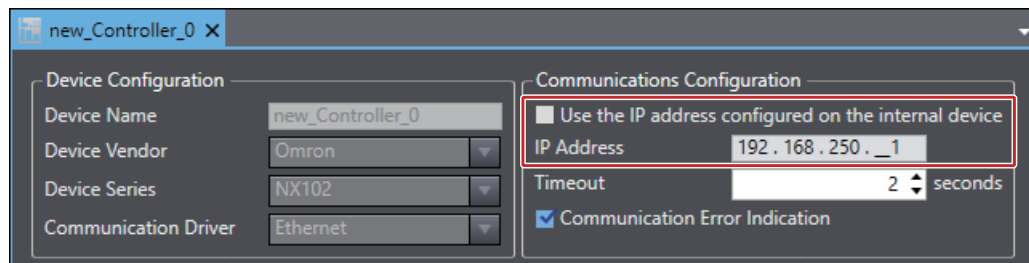 new_Controller_0
Device Configuration
Device Name new_Controller_0
Device Vendor Omron
Device Series NX102
Communication Driver Ethernet
Communications Configuration
Use the IP address configured on the internal device
IP Address 192 . 168 . 250 . __1
Timeout 2 seconds
Communication Error Indication